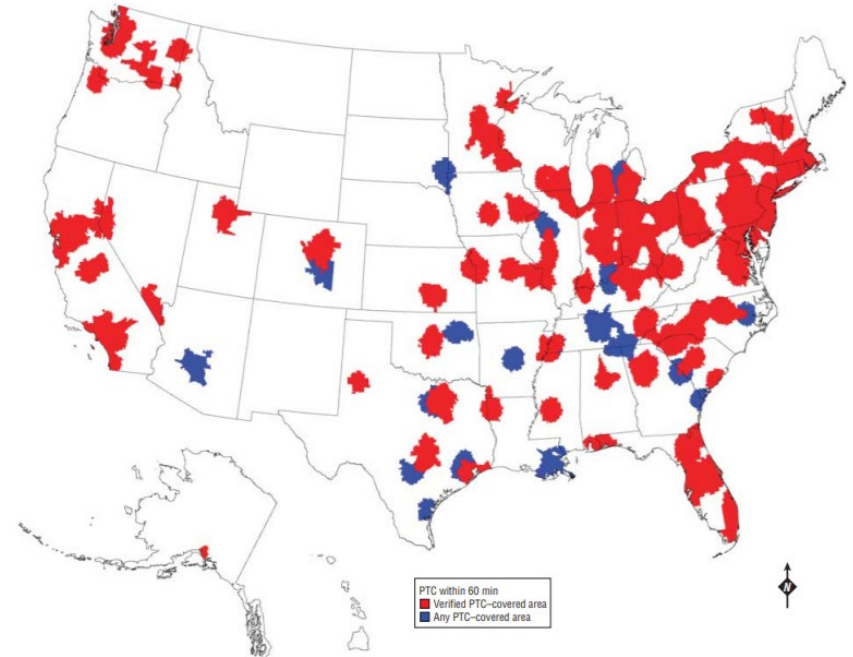 PTC within 60 min
Verified PTC–covered area
Any PTC–covered area
N